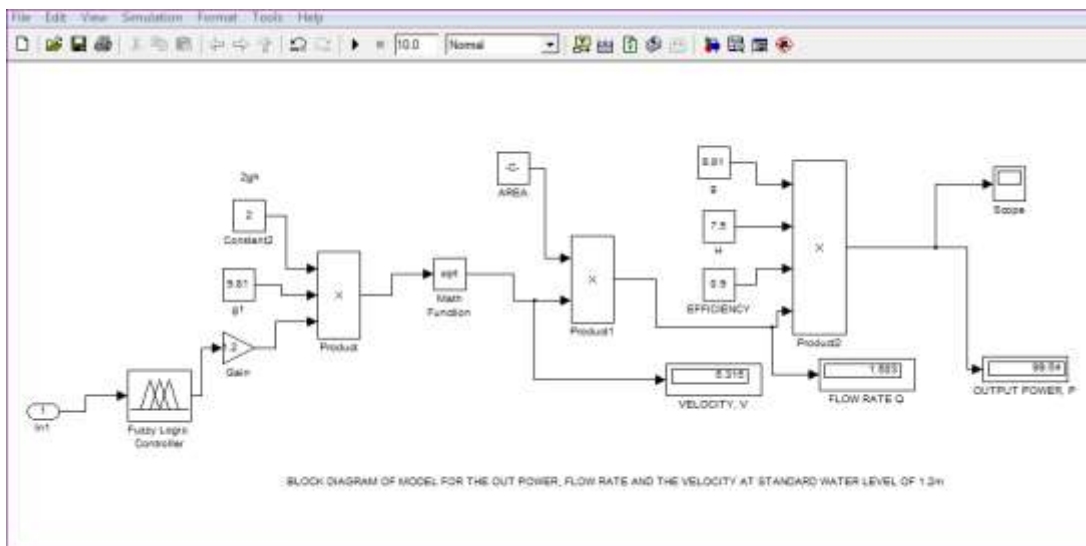 File Edit View Simulation Format Tools Help
10.0 Normal
2gh
2
Constant2
9.81
g1
Gain
1
In1
Fuzzy Logic
Controller
X
Product
sqrt
Math
Function
-C-
AREA
X
Product1
9.81
g
7.5
H
0.9
EFFICIENCY
X
Product2
Scope
VELOCITY, V
FLOW RATE Q
OUTPUT POWER, P
BLOCK DIAGRAM OF MODEL FOR THE OUT POWER, FLOW RATE AND THE VELOCITY AT STANDARD WATER LEVEL OF 1.2m